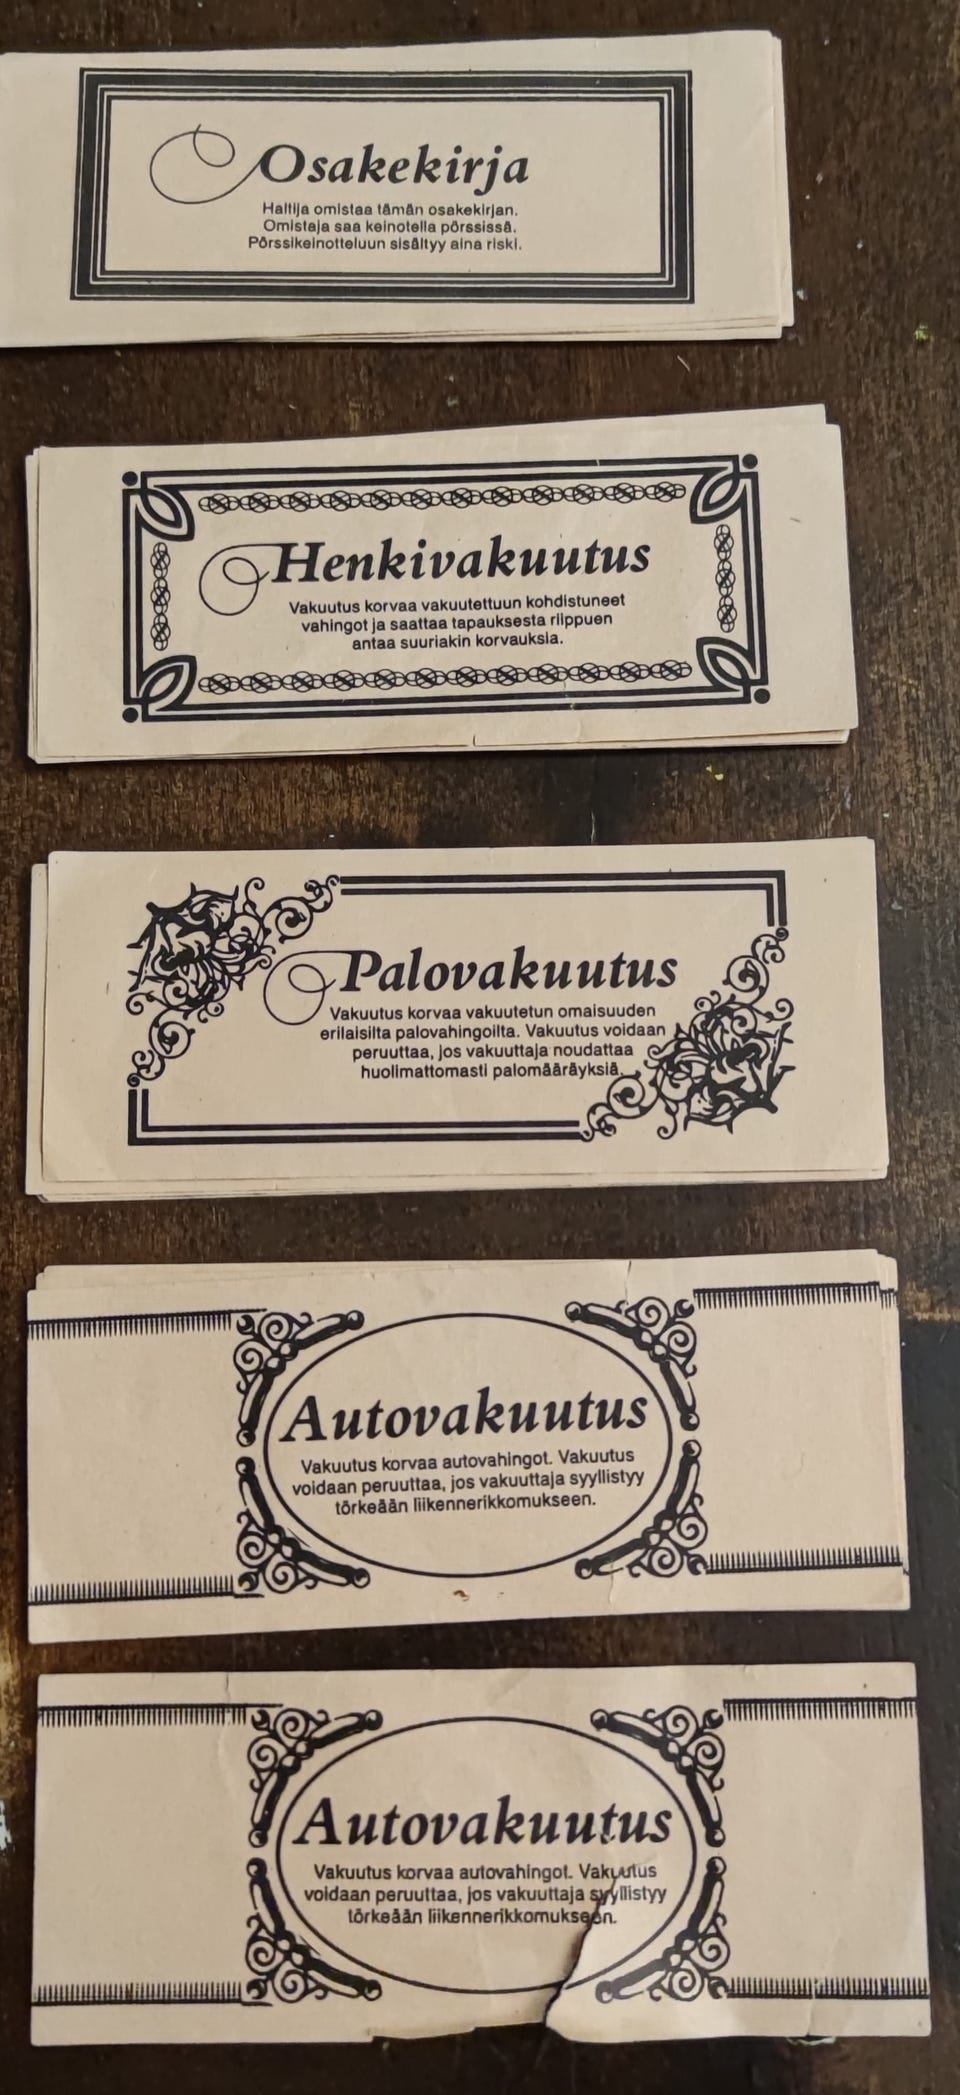 Osakekirja
Haltija omistaa tämän osakekirjan.
Omistaja saa keinotella pörssissä.
Pörssikeinotteluun sisältyy aina riski.
Henkivakuutus
Vakuutus korvaa vakuutettuun kohdistuneet
vahingot ja saattaa tapauksesta riippuen
antaa suuriakin korvauksia.
Palovakuutus
Vakuutus korvaa vakuutetun omaisuuden
erilaisilta palovahingoilta. Vakuutus voidaan
peruuttaa, jos vakuuttaja noudattaa
huolimattomasti palomääräyksiä.
Autovakuutus
Vakuutus korvaa autovahingot. Vakuutus
voidaan peruuttaa, jos vakuuttaja syyllistyy
törkeään liikennerikkomukseen.
Autovakuutus
Vakuutus korvaa autovahingot. Vakuutus
voidaan peruuttaa, jos vakuuttaja syyllistyy
törkeään liikennerikkomukseen.